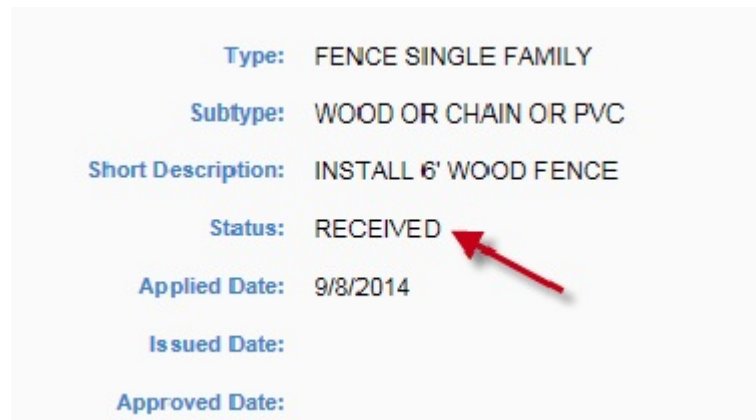 Type: FENCE SINGLE FAMILY
Subtype: WOOD OR CHAIN OR PVC
Short Description: INSTALL 6' WOOD FENCE
Status: RECEIVED
Applied Date: 9/8/2014
Issued Date:
Approved Date: